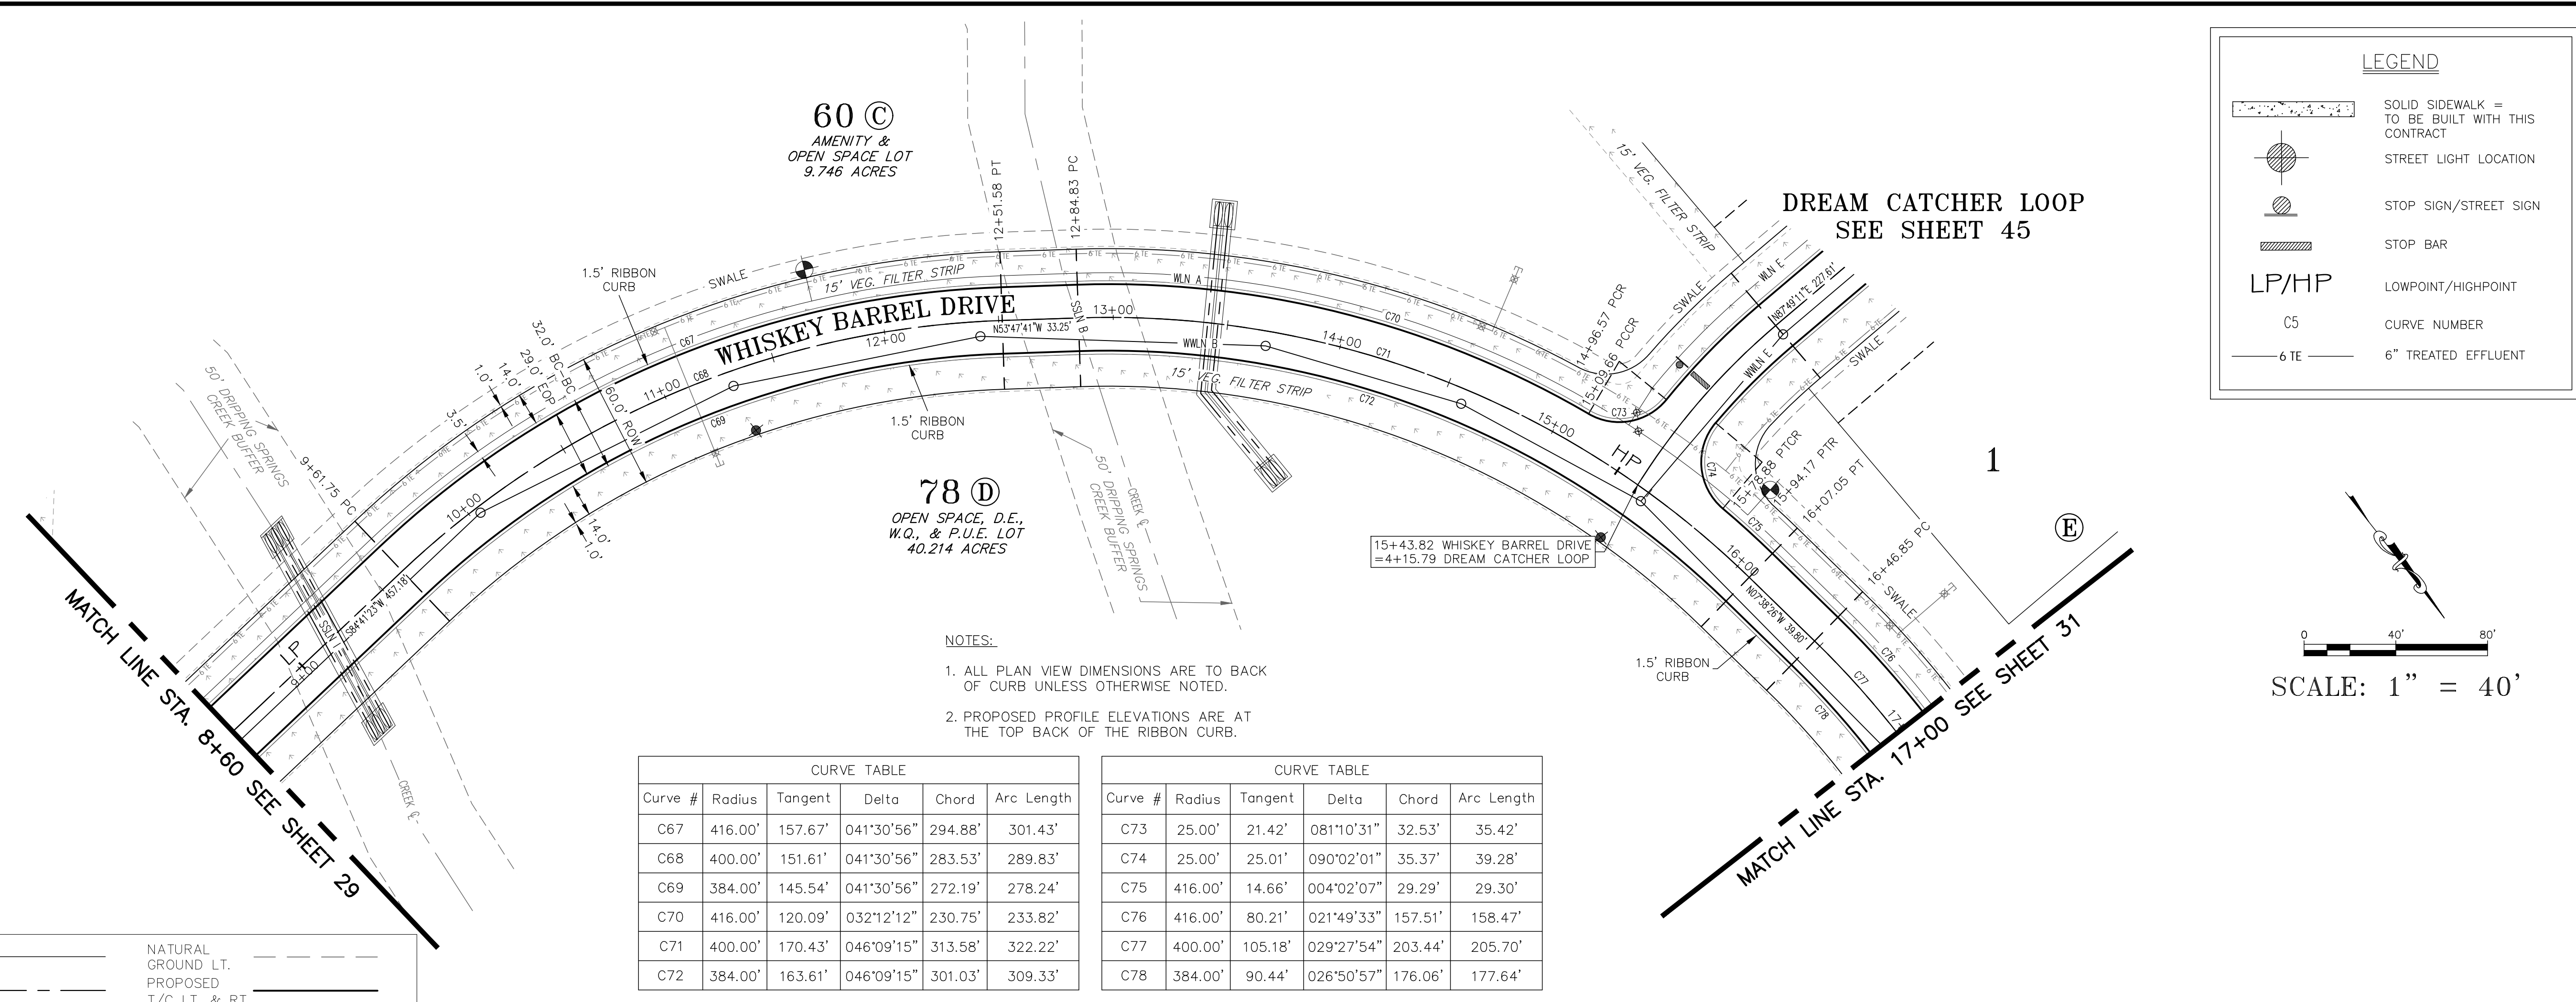 60 C
AMENITY &
OPEN SPACE LOT
9.746 ACRES
12+51.58 PT
12+84.83 PC
1.5' RIBBON
CURB
SWALE
15' VEG. FILTER STRIP
WHISKEY BARREL DRIVE
C67
C68
C69
11+00
12+00
13+00
14+00
15+00
16+00
17+
10+00
9+00
N53°47'41"W 33.25'
SSLN B
WLN A
WWLN B
C70
C71
C72
15' VEG. FILTER STRIP
1.5' RIBBON
CURB
32.0' BC-BC
29.0' EOP
14.0'
1.0'
3.5'
60.0' ROW
14.0'
1.0'
50' DRIPPING SPRINGS
CREEK BUFFER
9+61.75 PC
S84°41'23"W 457.18'
SSLN I
LP
CREEK ℄
MATCH LINE STA. 8+60 SEE SHEET 29
78 D
OPEN SPACE, D.E.,
W.Q., & P.U.E. LOT
40.214 ACRES
CREEK ℄
50' DRIPPING SPRINGS
CREEK BUFFER
15' VEG. FILTER STRIP
DREAM CATCHER LOOP
SEE SHEET 45
14+96.57 PCR
15+09.66 PCCR
SWALE
WLN E
N87°49'11"E 227.61'
WWLN E
SWALE
HP
C73
C74
C75
15+78.88 PTCR
15+94.17 PTR
16+07.05 PT
16+46.85 PC
SWALE
1
E
15+43.82 WHISKEY BARREL DRIVE
=4+15.79 DREAM CATCHER LOOP
N07°38'26"W 39.80'
C76
C77
C78
1.5' RIBBON
CURB
6 TE
MATCH LINE STA. 17+00 SEE SHEET 31
LEGEND
SOLID SIDEWALK =
TO BE BUILT WITH THIS
CONTRACT
STREET LIGHT LOCATION
STOP SIGN/STREET SIGN
STOP BAR
LP/HP LOWPOINT/HIGHPOINT
C5 CURVE NUMBER
6 TE 6" TREATED EFFLUENT
0 40' 80'
SCALE: 1" = 40'
NOTES:
1. ALL PLAN VIEW DIMENSIONS ARE TO BACK
OF CURB UNLESS OTHERWISE NOTED.
2. PROPOSED PROFILE ELEVATIONS ARE AT
THE TOP BACK OF THE RIBBON CURB.
CURVE TABLE
Curve # Radius Tangent Delta Chord Arc Length
C67 416.00' 157.67' 041°30'56" 294.88' 301.43'
C68 400.00' 151.61' 041°30'56" 283.53' 289.83'
C69 384.00' 145.54' 041°30'56" 272.19' 278.24'
C70 416.00' 120.09' 032°12'12" 230.75' 233.82'
C71 400.00' 170.43' 046°09'15" 313.58' 322.22'
C72 384.00' 163.61' 046°09'15" 301.03' 309.33'
CURVE TABLE
Curve # Radius Tangent Delta Chord Arc Length
C73 25.00' 21.42' 081°10'31" 32.53' 35.42'
C74 25.00' 25.01' 090°02'01" 35.37' 39.28'
C75 416.00' 14.66' 004°02'07" 29.29' 29.30'
C76 416.00' 80.21' 021°49'33" 157.51' 158.47'
C77 400.00' 105.18' 029°27'54" 203.44' 205.70'
C78 384.00' 90.44' 026°50'57" 176.06' 177.64'
NATURAL
GROUND LT.
PROPOSED
T/C LT. & RT.